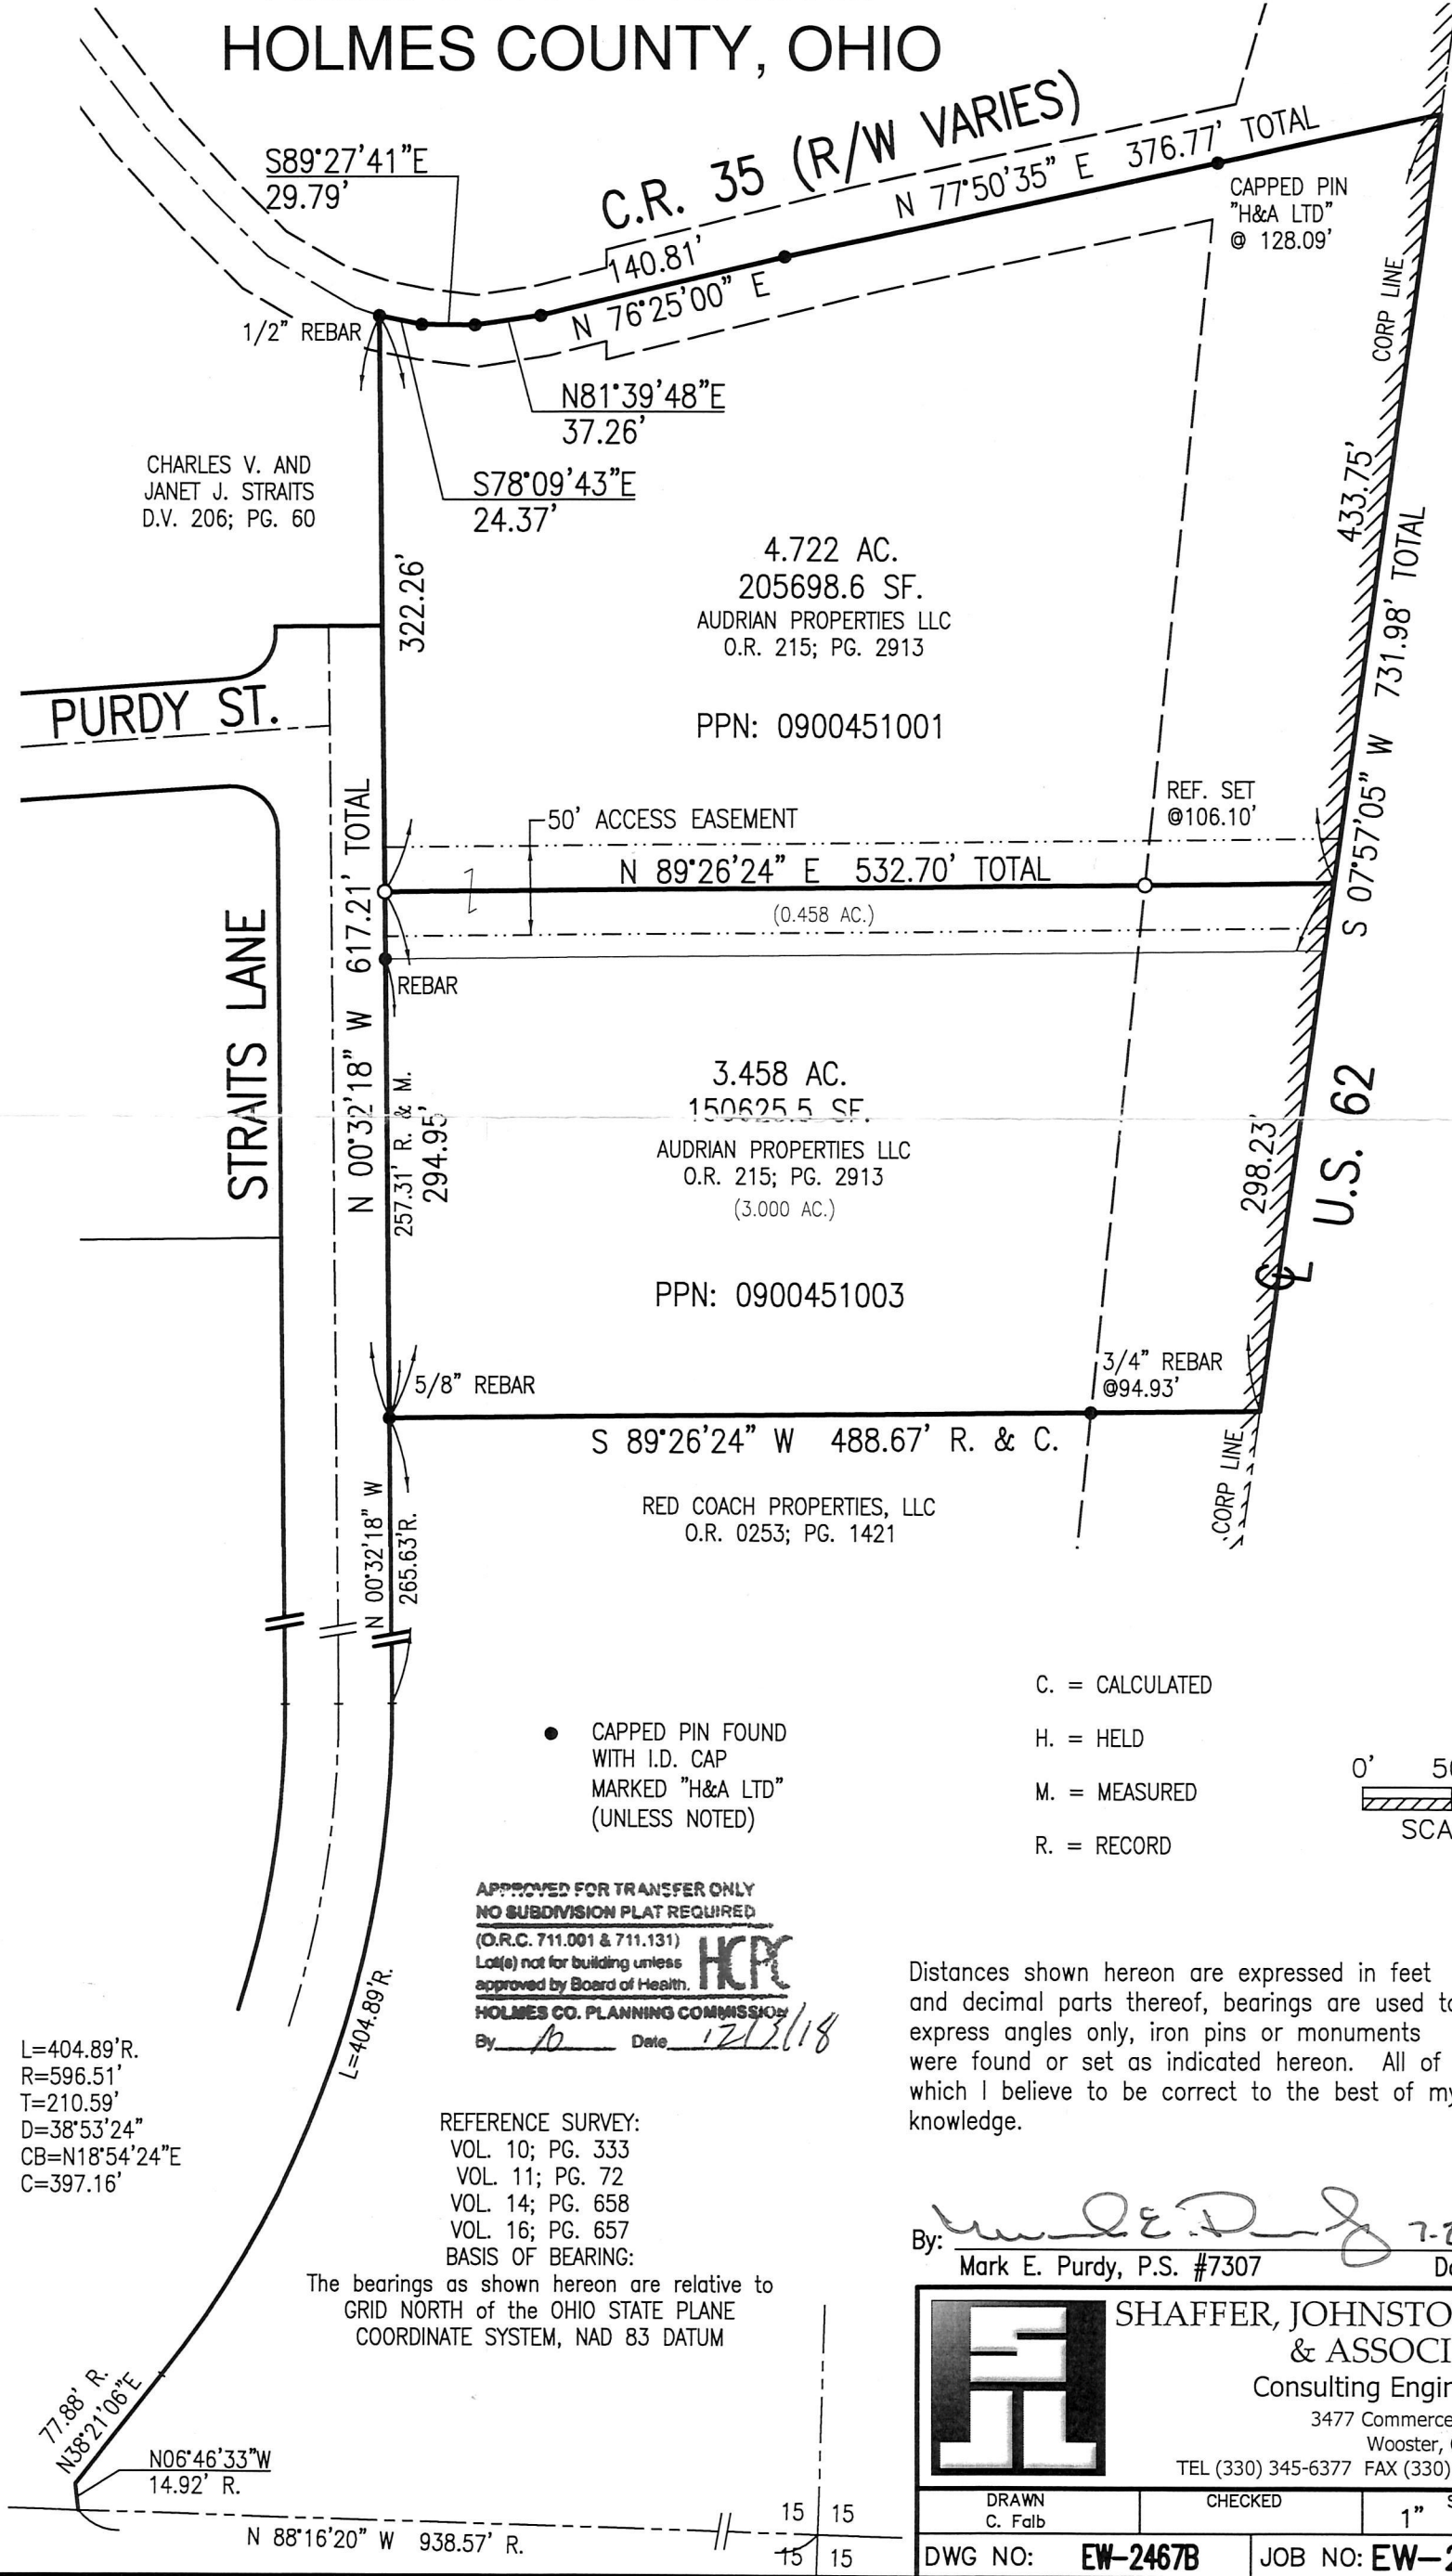 HOLMES COUNTY, OHIO
C.R. 35 (R/W VARIES)
S89°27'41"E
29.79'
140.81'
N 76°25'00" E
N 77°50'35" E 376.77' TOTAL
CAPPED PIN
"H&A LTD"
@ 128.09'
CORP LINE
1/2" REBAR
N81°39'48"E
37.26'
S78°09'43"E
24.37'
CHARLES V. AND
JANET J. STRAITS
D.V. 206; PG. 60
322.26'
433.75'
4.722 AC.
205698.6 SF.
AUDRIAN PROPERTIES LLC
O.R. 215; PG. 2913
PPN: 0900451001
S 07°57'05" W 731.98' TOTAL
PURDY ST.
50' ACCESS EASEMENT
REF. SET
@106.10'
N 89°26'24" E 532.70' TOTAL
(0.458 AC.)
REBAR
STRAITS LANE
N 00°32'18" W 617.21' TOTAL
257.31' R. & M.
294.95'
3.458 AC.
150625.5 SF.
AUDRIAN PROPERTIES LLC
O.R. 215; PG. 2913
(3.000 AC.)
PPN: 0900451003
298.23'
U.S. 62
5/8" REBAR
3/4" REBAR
@94.93'
S 89°26'24" W 488.67' R. & C.
CORP LINE
RED COACH PROPERTIES, LLC
O.R. 0253; PG. 1421
N 00°32'18" W
265.63'R.
CAPPED PIN FOUND
WITH I.D. CAP
MARKED "H&A LTD"
(UNLESS NOTED)
C. = CALCULATED
H. = HELD
M. = MEASURED
R. = RECORD
0'
APPROVED FOR TRANSFER ONLY
NO SUBDIVISION PLAT REQUIRED
(O.R.C. 711.001 & 711.131)
Lot(s) not for building unless
approved by Board of Health.
HCPC
HOLMES CO. PLANNING COMMISSION
By Date 12/3/18
L=404.89'R.
L=404.89'R.
R=596.51'
T=210.59'
D=38°53'24"
CB=N18°54'24"E
C=397.16'
Distances shown hereon are expressed in feet
and decimal parts thereof, bearings are used to
express angles only, iron pins or monuments
were found or set as indicated hereon. All of
which I believe to be correct to the best of my
knowledge.
REFERENCE SURVEY:
VOL. 10; PG. 333
VOL. 11; PG. 72
VOL. 14; PG. 658
VOL. 16; PG. 657
BASIS OF BEARING:
The bearings as shown hereon are relative to
GRID NORTH of the OHIO STATE PLANE
COORDINATE SYSTEM, NAD 83 DATUM
By:
Mark E. Purdy, P.S. #7307
77.88' R.
N38°21'06"E
N06°46'33"W
14.92' R.
N 88°16'20" W 938.57' R.
15 15
15 15
SHAFFER, JOHNSTO
& ASSOCI
Consulting Engi
3477 Commerce
Wooster,
TEL (330) 345-6377 FAX (330)
DRAWN
C. Falb
CHECKED
1"
DWG NO: EW-2467B
JOB NO: EW-